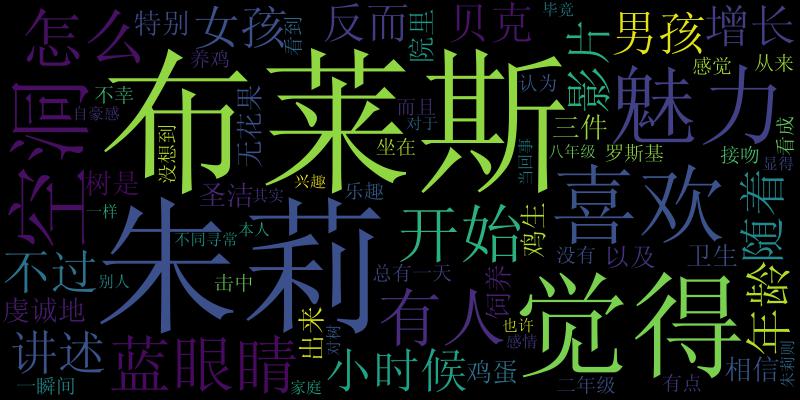 怎么
特别
女孩
看到
反而
院里
贝克
毕竟
影片
男孩
增长
感觉
从来
养鸡
不幸
自豪感
空洞
布莱斯
没想到
无花果
而且
对于
认为
魅力
三件
坐在
当回事
八年级
罗斯基
接吻
看成
显得
树是
圣洁
其实
兴趣
乐趣
一样
朱莉
不同寻常
本人
开始
鸡生
喜欢
随着
没有
以及
卫生
不过
别人
击中
总有一天
饲养
虔诚地
有人
觉得
年龄
讲述
蓝眼睛
出来
对树
小时候
鸡蛋
也许
感情
一瞬间
家庭
二年级
有点
相信
朱莉则